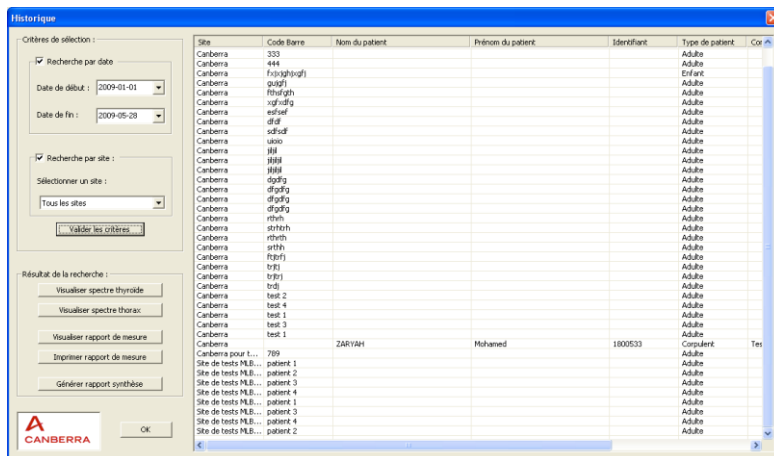 Historique
Critères de sélection :
Recherche par date
Date de début : 2009-01-01
Date de fin : 2009-05-28
Recherche par site :
Sélectionner un site :
Tous les sites
Valider les critères
Résultat de la recherche :
Visualiser spectre thyroïde
Visualiser spectre thorax
Visualiser rapport de mesure
Imprimer rapport de mesure
Générer rapport synthèse
CANBERRA
OK
Site Code Barre Nom du patient Prénom du patient Identifiant Type de patient Cor
Canberra 333 Adulte
Canberra 444 Adulte
Canberra Enfant
Canberra gujgfj Adulte
Canberra fthsfgth Adulte
Canberra xgfxdfg Adulte
Canberra esfsef Adulte
Canberra dfdf Adulte
Canberra sdfsdf Adulte
Canberra uioio Adulte
Canberra Adulte
Canberra Adulte
Canberra Adulte
Canberra dgdfg Adulte
Canberra dfgdfg Adulte
Canberra dfgdfg Adulte
Canberra dfgdfg Adulte
Canberra rthrh Adulte
Canberra strhtrh Adulte
Canberra rthrth Adulte
Canberra srthh Adulte
Canberra ftjtrfj Adulte
Canberra trjtj Adulte
Canberra trjtrj Adulte
Canberra trdj Adulte
Canberra test 2 Adulte
Canberra test 4 Adulte
Canberra test 1 Adulte
Canberra test 3 Adulte
Canberra test 1 Adulte
Canberra ZARYAH Mohamed 1800533 Corpulent Tes
Canberra pour t... 789 Adulte
Site de tests MLB... patient 1 Adulte
Site de tests MLB... patient 2 Adulte
Site de tests MLB... patient 3 Adulte
Site de tests MLB... patient 4 Adulte
Site de tests MLB... patient 1 Adulte
Site de tests MLB... patient 3 Adulte
Site de tests MLB... patient 4 Adulte
Site de tests MLB... patient 2 Adulte